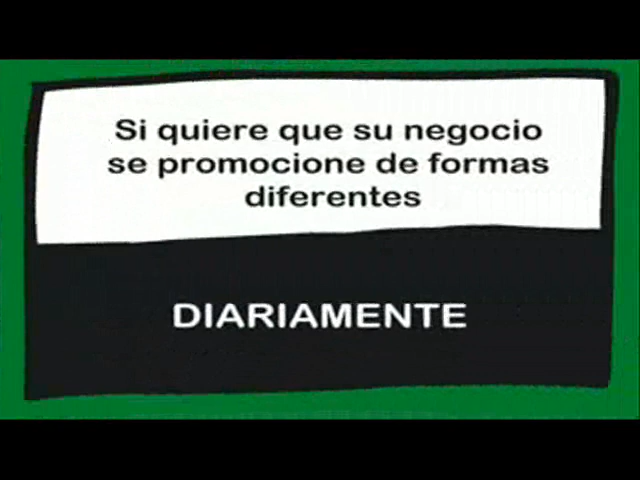 Si quiere que su negocio
se promocione de formas
diferentes
DIARIAMENTE